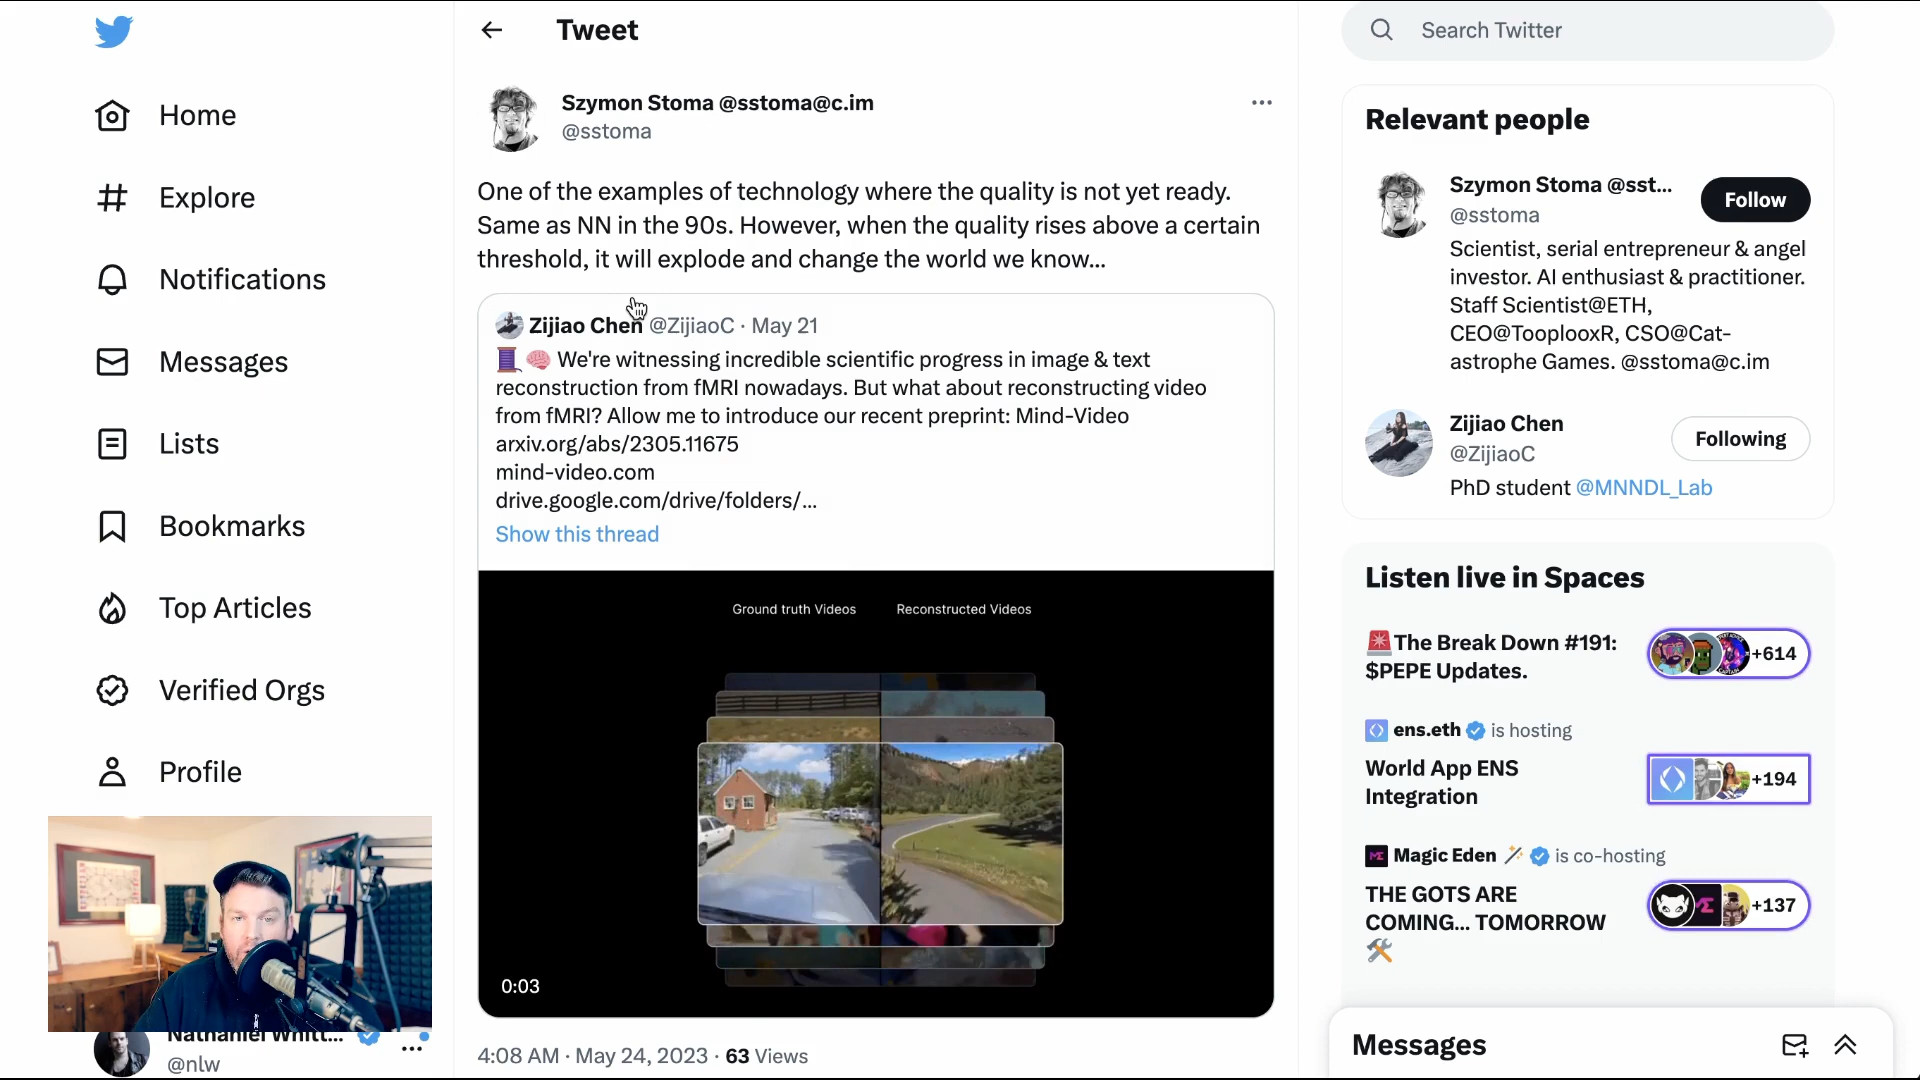 Home
Explore
Notifications
Messages
Lists
Bookmarks
Top Articles
Verified Orgs
Profile
Nathaniel Whitt...
@nlw
Tweet
Szymon Stoma @sstoma@c.im
@sstoma
One of the examples of technology where the quality is not yet ready.
Same as NN in the 90s. However, when the quality rises above a certain
threshold, it will explode and change the world we know...
Zijiao Chen @ZijiaoC · May 21
We're witnessing incredible scientific progress in image & text
reconstruction from fMRI nowadays. But what about reconstructing video
from fMRI? Allow me to introduce our recent preprint: Mind-Video
arxiv.org/abs/2305.11675
mind-video.com
drive.google.com/drive/folders/...
Show this thread
Ground truth Videos Reconstructed Videos
0:03
4:08 AM · May 24, 2023 · 63 Views
Search Twitter
Relevant people
Szymon Stoma @sst...
@sstoma
Follow
Scientist, serial entrepreneur & angel
investor. AI enthusiast & practitioner.
Staff Scientist@ETH,
CEO@TooplooxR, CSO@Cat-
astrophe Games. @sstoma@c.im
Zijiao Chen
@ZijiaoC
Following
PhD student @MNNDL_Lab
Listen live in Spaces
The Break Down #191:
$PEPE Updates.
+614
ens.eth is hosting
World App ENS
Integration
+194
Magic Eden is co-hosting
THE GOTS ARE
COMING... TOMORROW
+137
Messages